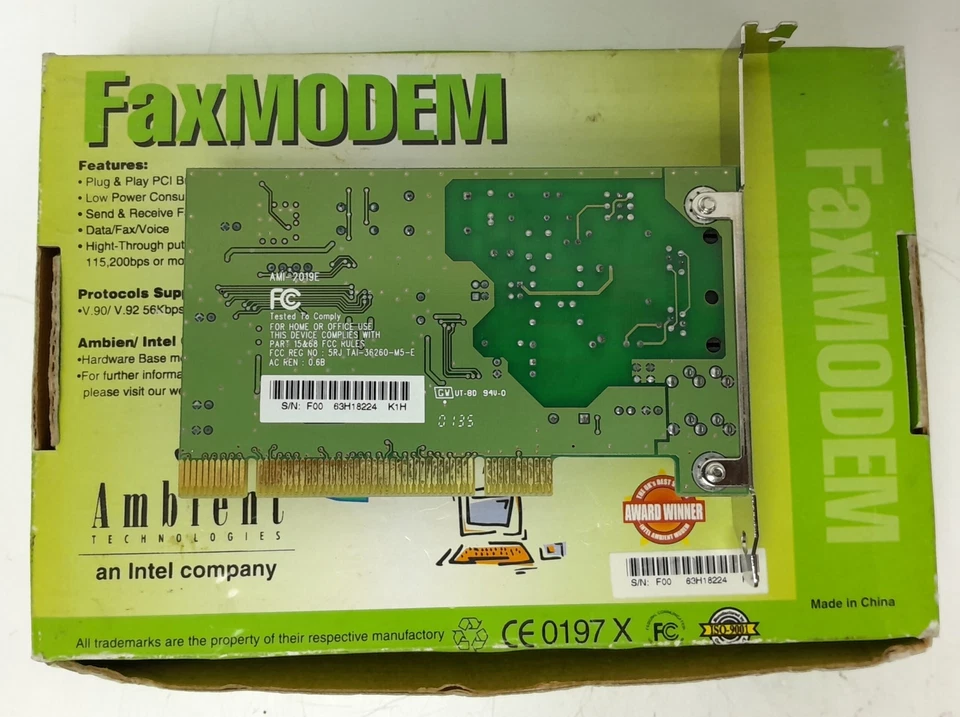 FaxMODEM
Features:
• Plug & Play PCI B
• Low Power Consu
• Send & Receive F
• Data/Fax/Voice
• Hight-Through put
115,200bps or mo
Protocols Supp
•V.90/ V.92 56Kbps
Ambien/ Intel
•Hardware Base m
•For further informa
please visit our we
AMI-2019E
FC
Tested To Comply
FOR HOME OR OFFICE USE
THIS DEVICE COMPLIES WITH
PART 15&68 FCC RULES
FCC REG NO : 5RJ TAI-36260-M5-E
AC REN : 0.6B
S/N: F00 63H18224 K1H
UT-8D 94V-0
0135
FaxMODEM
Ambient
TECHNOLOGIES
an Intel company
AWARD WINNER
S/N: F00 63H18224
Made in China
All trademarks are the property of their respective manufactory
CE 0197 X
FC
ISO-9001